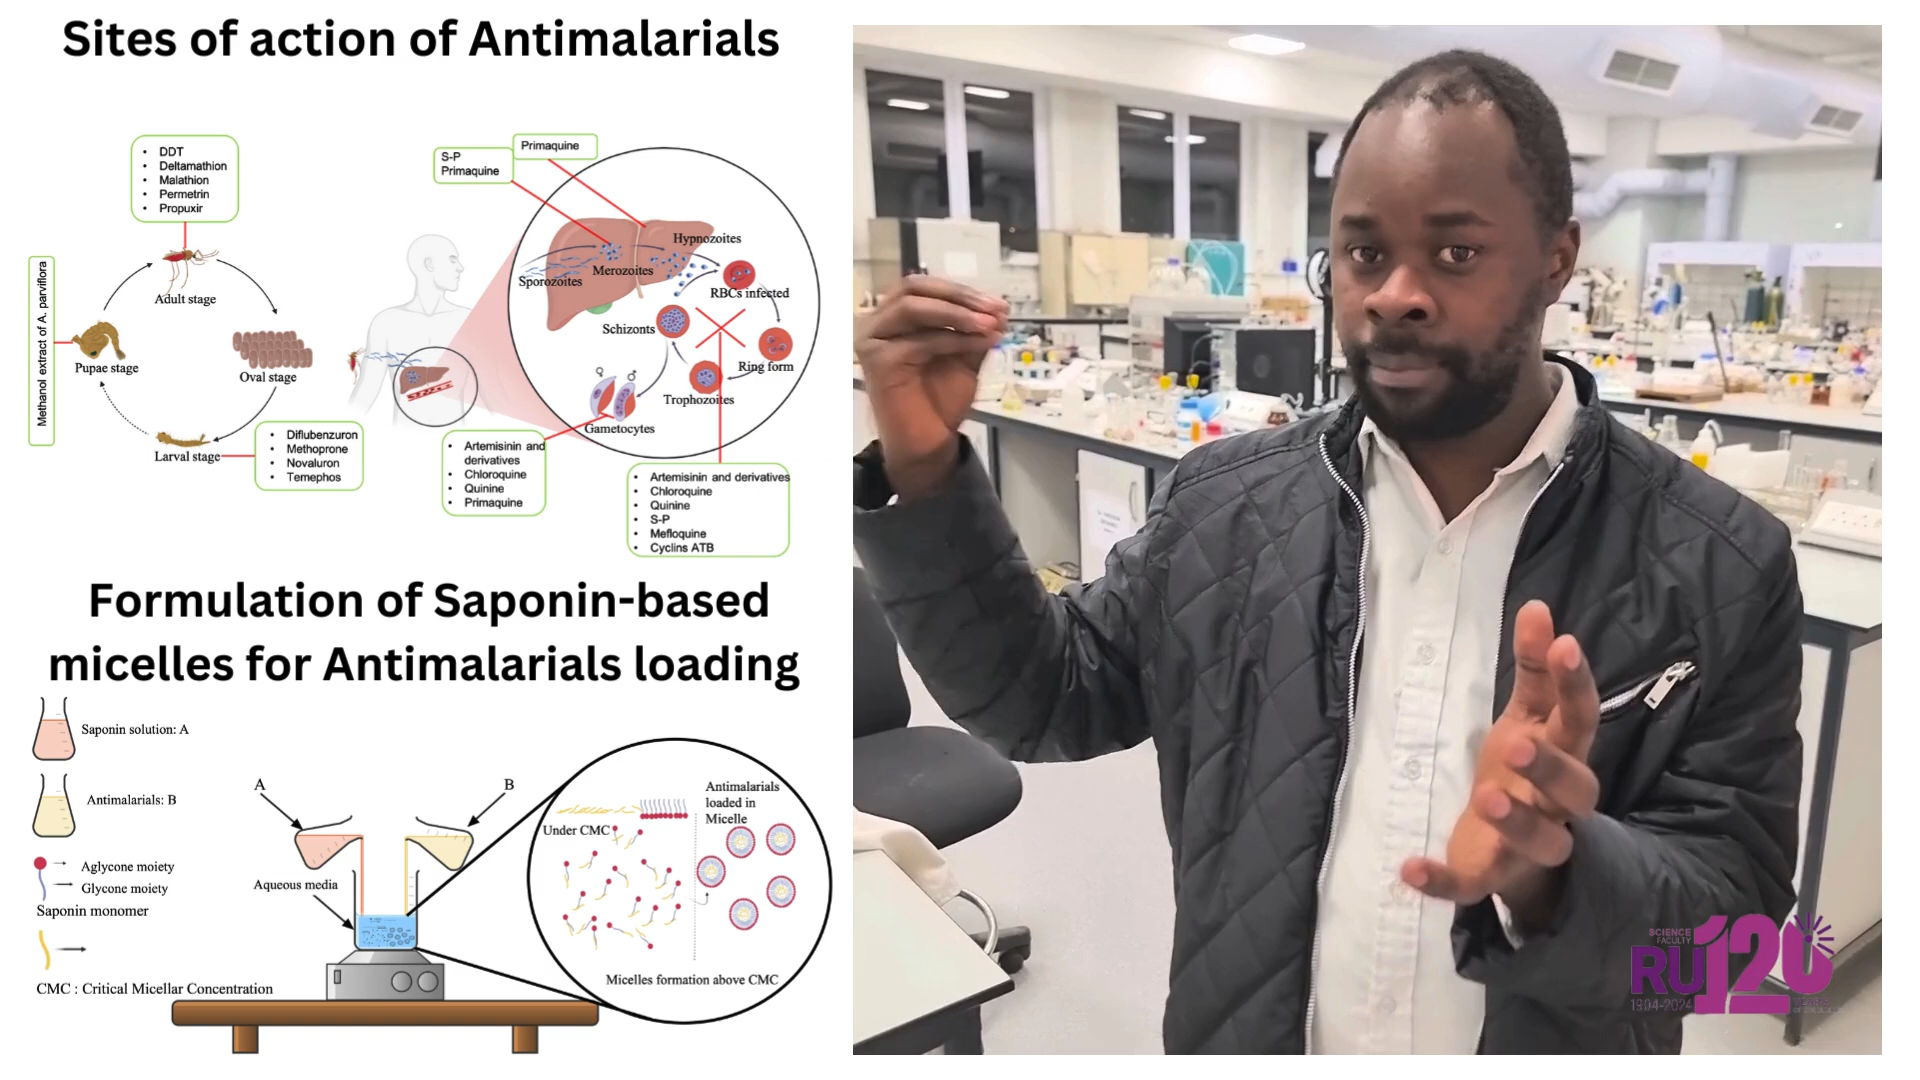 Sites of action of Antimalarials
• DDT
• Deltamathion
• Malathion
• Permetrin
• Propuxir
Methanol extract of A. parviflora
Adult stage
Pupae stage
Oval stage
Larval stage
• Diflubenzuron
• Methoprone
• Novaluron
• Temephos
S-P
Primaquine
Primaquine
Hypnozoites
Merozoites
Sporozoites
RBCs infected
Schizonts
Ring form
Trophozoites
Gametocytes
• Artemisinin and
derivatives
• Chloroquine
• Quinine
• Primaquine
• Artemisinin and derivatives
• Chloroquine
• Quinine
• S-P
• Mefloquine
• Cyclins ATB
Formulation of Saponin-based
micelles for Antimalarials loading
Saponin solution: A
Antimalarials: B
Aglycone moiety
Glycone moiety
Saponin monomer
CMC : Critical Micellar Concentration
A
B
Aqueous media
Under CMC
Antimalarials
loaded in
Micelle
Micelles formation above CMC
SCIENCE
FACULTY
RU120
1904-2024